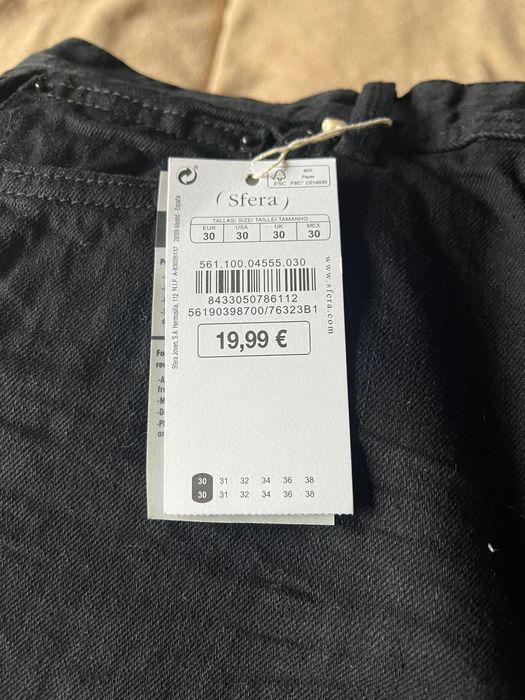 MIX
Paper
FSC
FSC® C014935
( Sfera )
TALLAS/ SIZE/ TAILLE/ TAMANHO
EUR USA UK MEX
30 30 30 30
561.100.04555.030
8433050786112
56190398700/76323B1
19,99 €
30 31 32 34 36 38
30 31 32 34 36 38
www.sfera.com
Sfera Joven, S.A. Hermosilla, 112 N.I.F. A-83036137 28009 Madrid - España